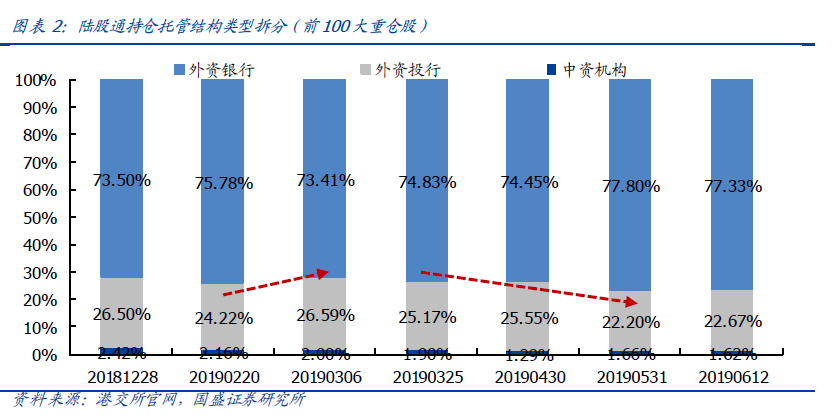 图表 2：陆股通持仓托管结构类型拆分（前 100 大重仓股）
外资银行 外资投行 中资机构
100%
90%
80%
70%
60%
50%
40%
30%
20%
10%
0%
73.50% 75.78% 73.41% 74.83% 74.45% 77.80% 77.33%
26.50% 24.22% 26.59% 25.17% 25.55% 22.20% 22.67%
2.42% 2.16% 2.00% 1.90% 1.29% 1.66% 1.62%
20181228 20190220 20190306 20190325 20190430 20190531 20190612
资料来源：港交所官网，国盛证券研究所